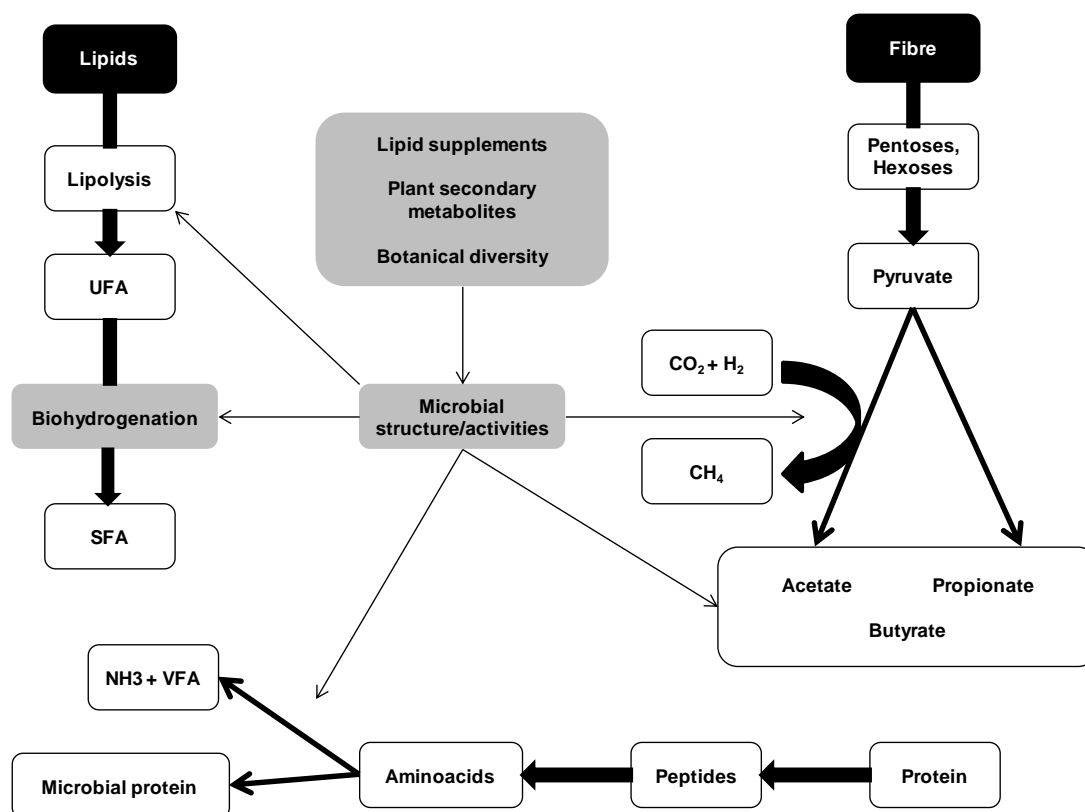 Lipids
Fibre
Lipid supplements
Plant secondary
metabolites
Botanical diversity
Pentoses,
Hexoses
Lipolysis
UFA
Pyruvate
CO₂ + H₂
Biohydrogenation
Microbial
structure/activities
CH₄
SFA
Acetate
Propionate
Butyrate
NH3 + VFA
Microbial protein
Aminoacids
Peptides
Protein